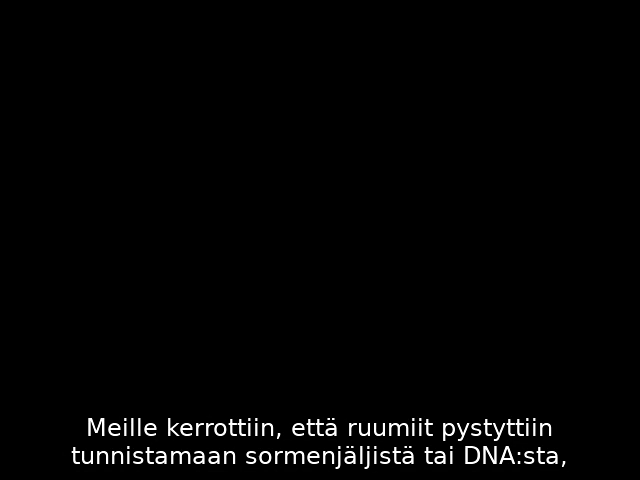 Meille kerrottiin, että ruumiit pystyttiin
tunnistamaan sormenjäljistä tai DNA:sta,